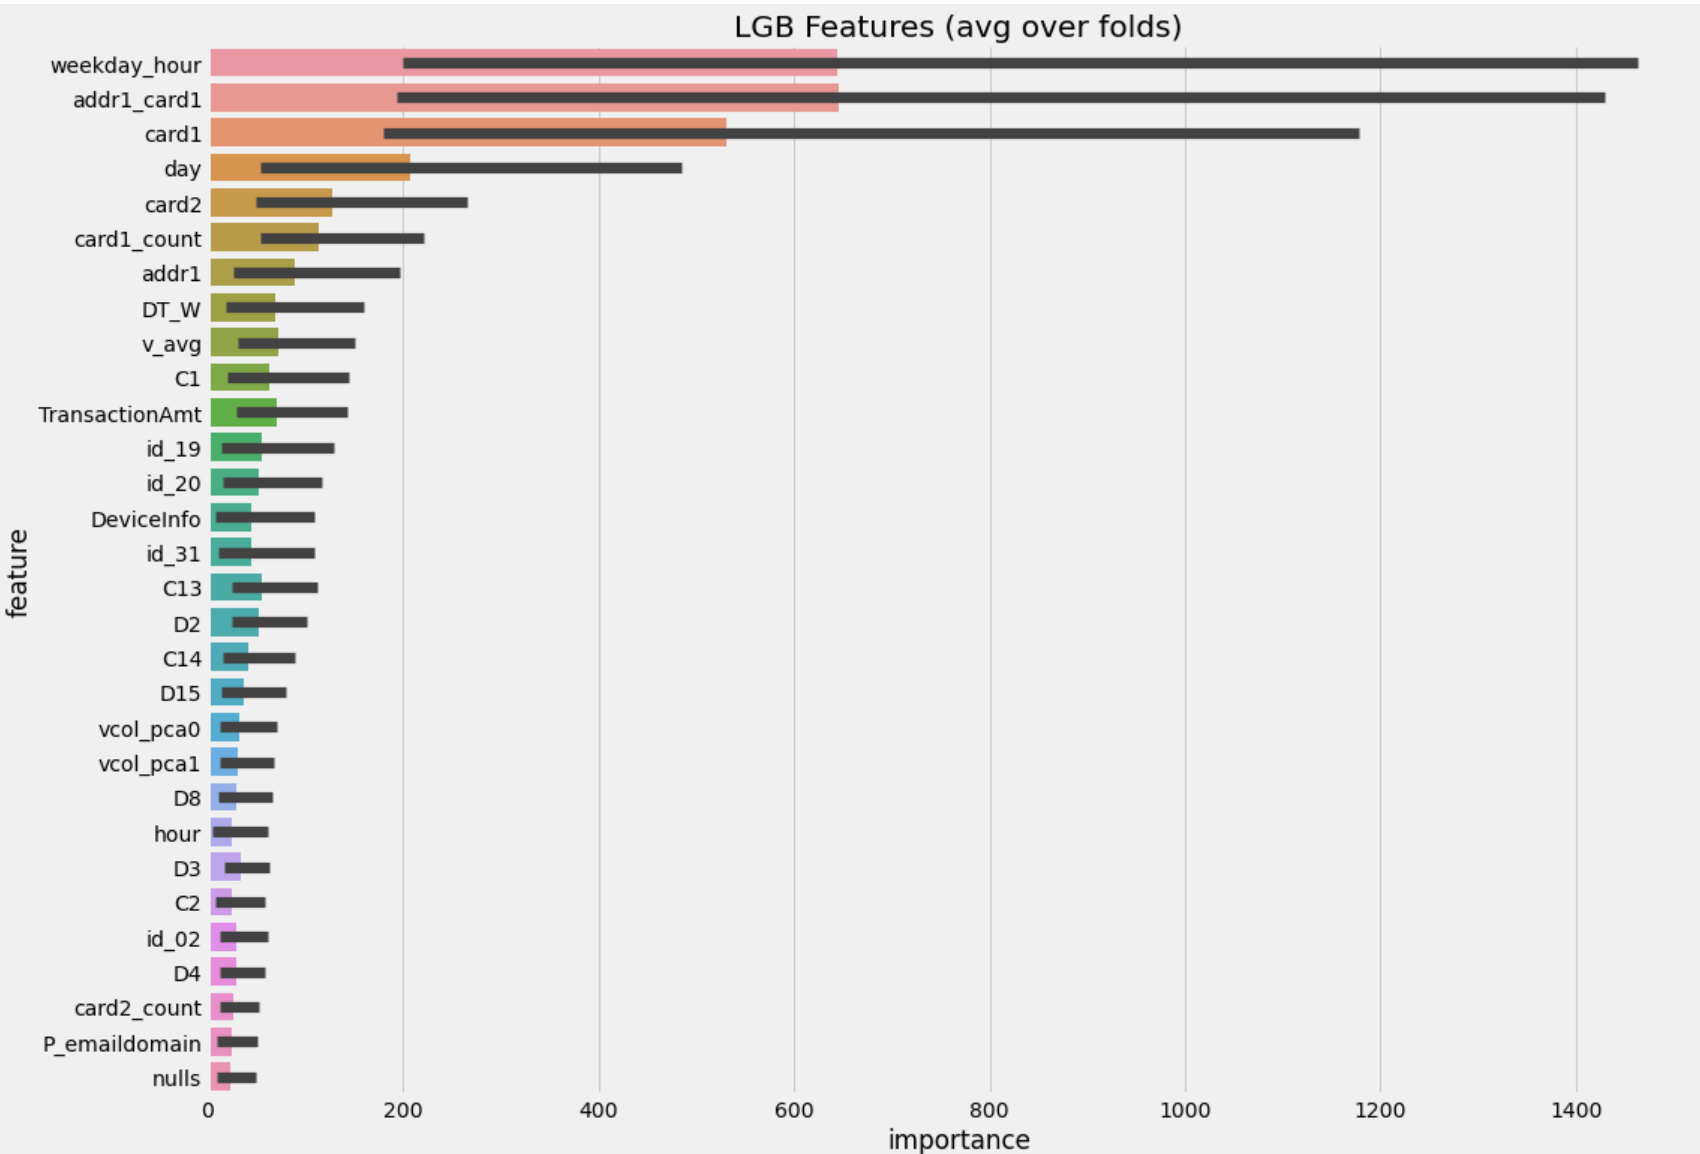 LGB Features (avg over folds)
weekday_hour
addr1_card1
card1
day
card2
card1_count
addr1
DT_W
v_avg
C1
TransactionAmt
id_19
id_20
DeviceInfo
id_31
C13
D2
C14
D15
vcol_pca0
vcol_pca1
D8
hour
D3
C2
id_02
D4
card2_count
P_emaildomain
nulls
feature
0 200 400 600 800 1000 1200 1400
importance